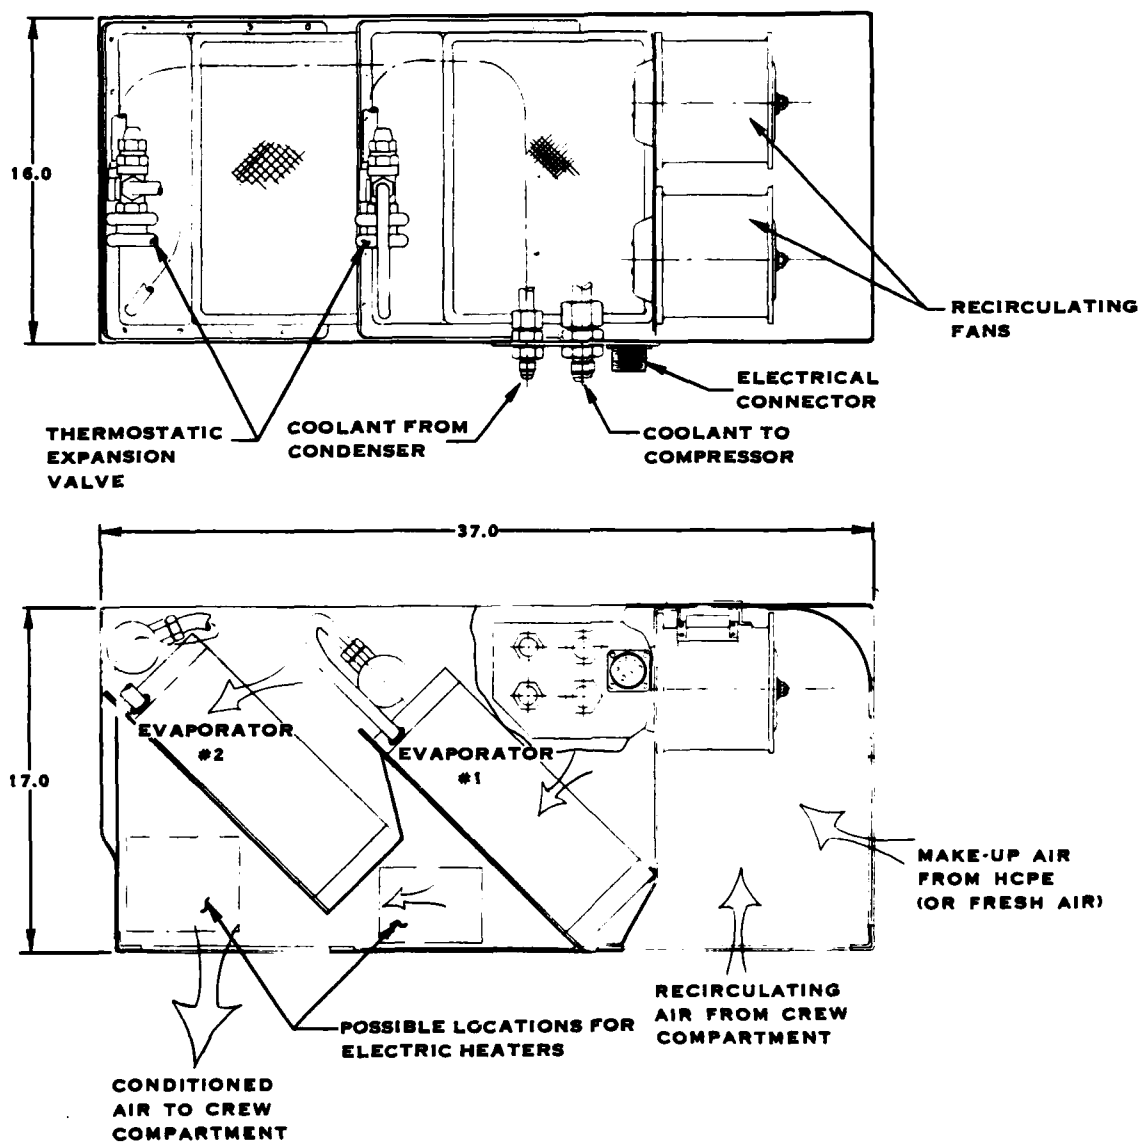 16.0
RECIRCULATING
FANS
ELECTRICAL
CONNECTOR
THERMOSTATIC
EXPANSION
VALVE
COOLANT FROM
CONDENSER
COOLANT TO
COMPRESSOR
37.0
17.0
EVAPORATOR
#2
EVAPORATOR
#1
MAKE-UP AIR
FROM HCPE
(OR FRESH AIR)
RECIRCULATING
AIR FROM CREW
COMPARTMENT
POSSIBLE LOCATIONS FOR
ELECTRIC HEATERS
CONDITIONED
AIR TO CREW
COMPARTMENT